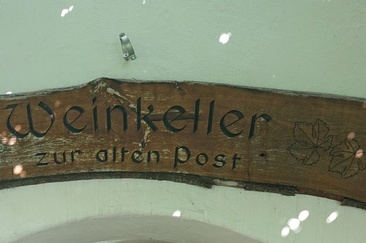 Weinkeller
zur alten Post